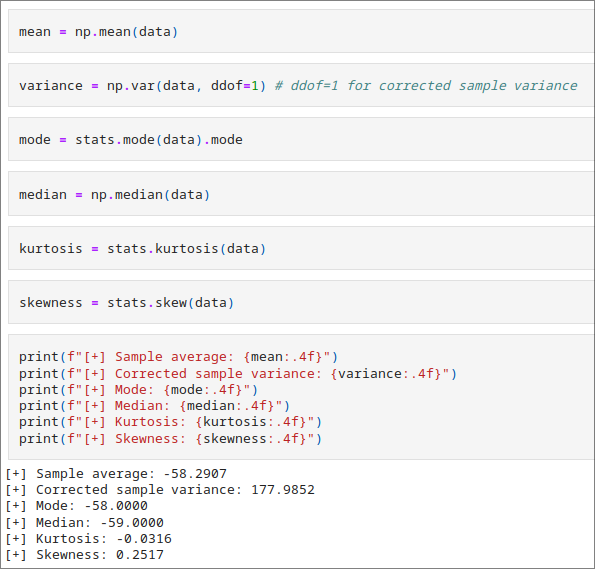 mean = np.mean(data)
variance = np.var(data, ddof=1) # ddof=1 for corrected sample variance
mode = stats.mode(data).mode
median = np.median(data)
kurtosis = stats.kurtosis(data)
skewness = stats.skew(data)
print(f"[+] Sample average: {mean:.4f}")
print(f"[+] Corrected sample variance: {variance:.4f}")
print(f"[+] Mode: {mode:.4f}")
print(f"[+] Median: {median:.4f}")
print(f"[+] Kurtosis: {kurtosis:.4f}")
print(f"[+] Skewness: {skewness:.4f}")
[+] Sample average: -58.2907
[+] Corrected sample variance: 177.9852
[+] Mode: -58.0000
[+] Median: -59.0000
[+] Kurtosis: -0.0316
[+] Skewness: 0.2517